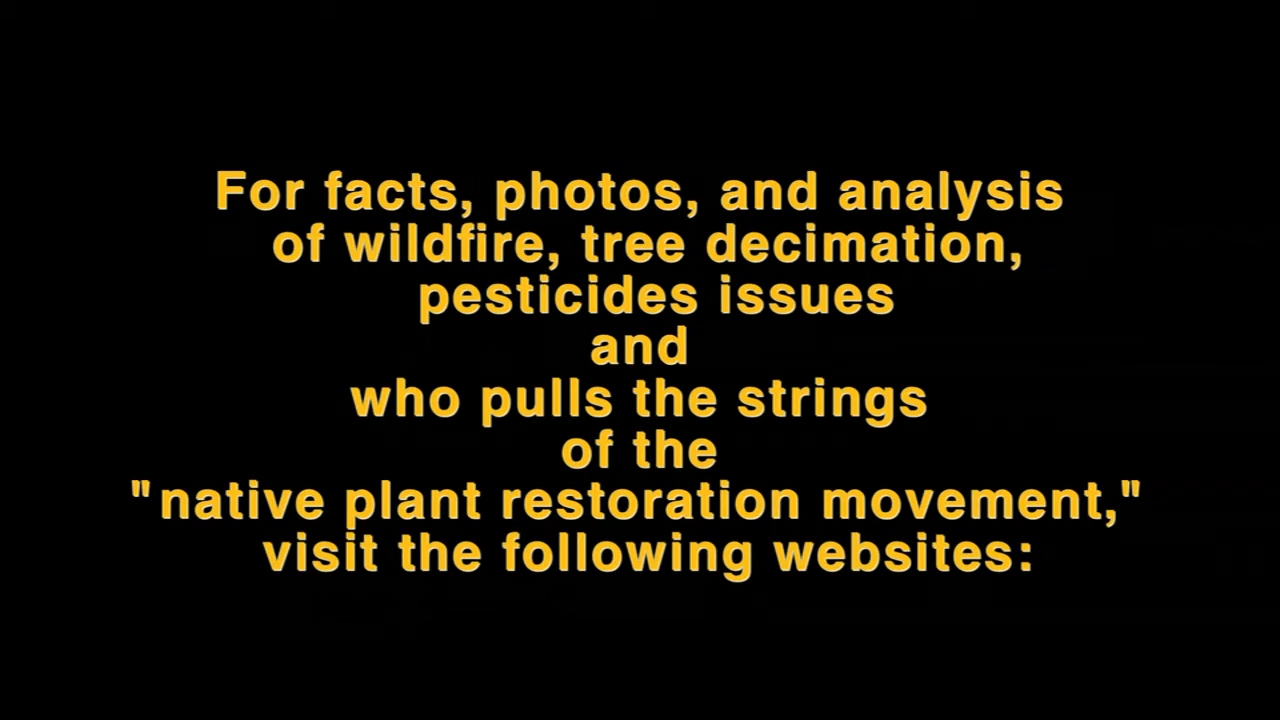 For facts, photos, and analysis
of wildfire, tree decimation,
pesticides issues
and
who pulls the strings
of the
"native plant restoration movement,"
visit the following websites: